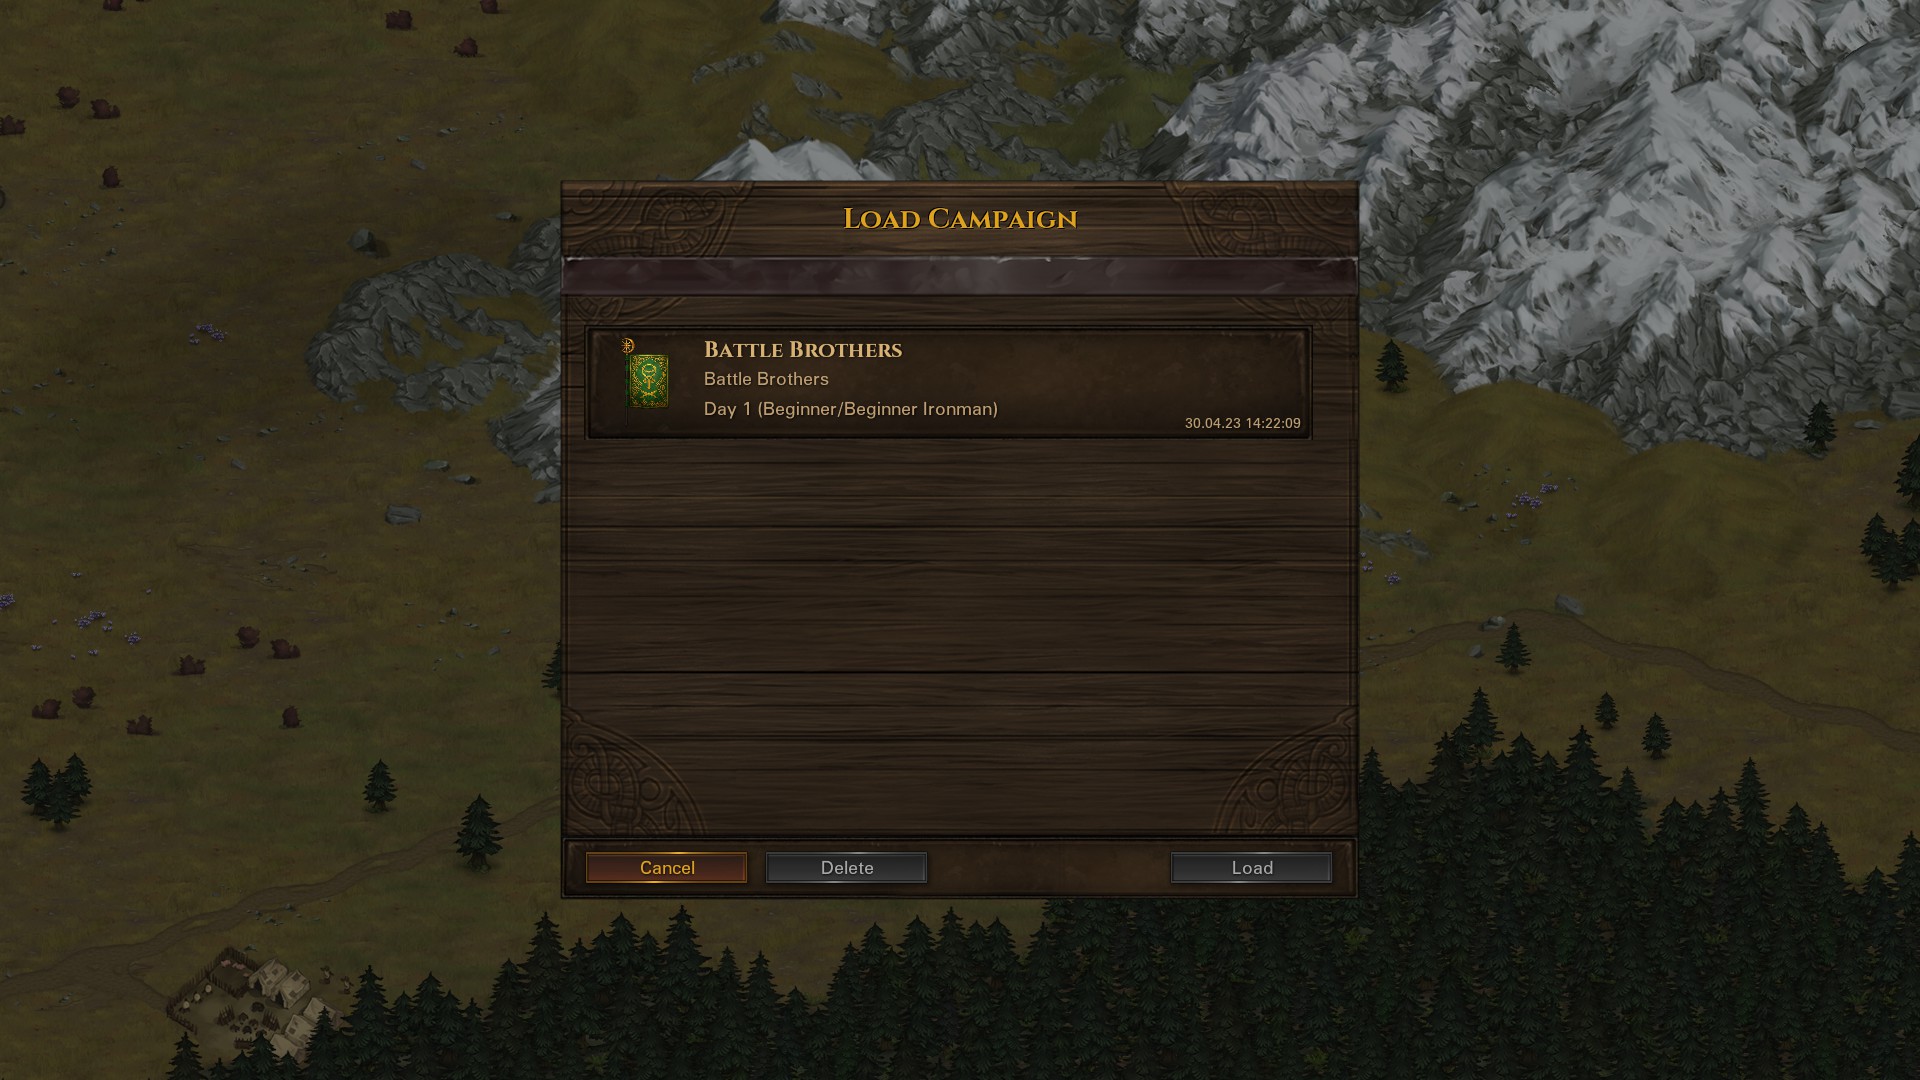 Load Campaign
Battle Brothers
Battle Brothers
Day 1 (Beginner/Beginner Ironman)
30.04.23 14:22:09
Cancel
Delete
Load